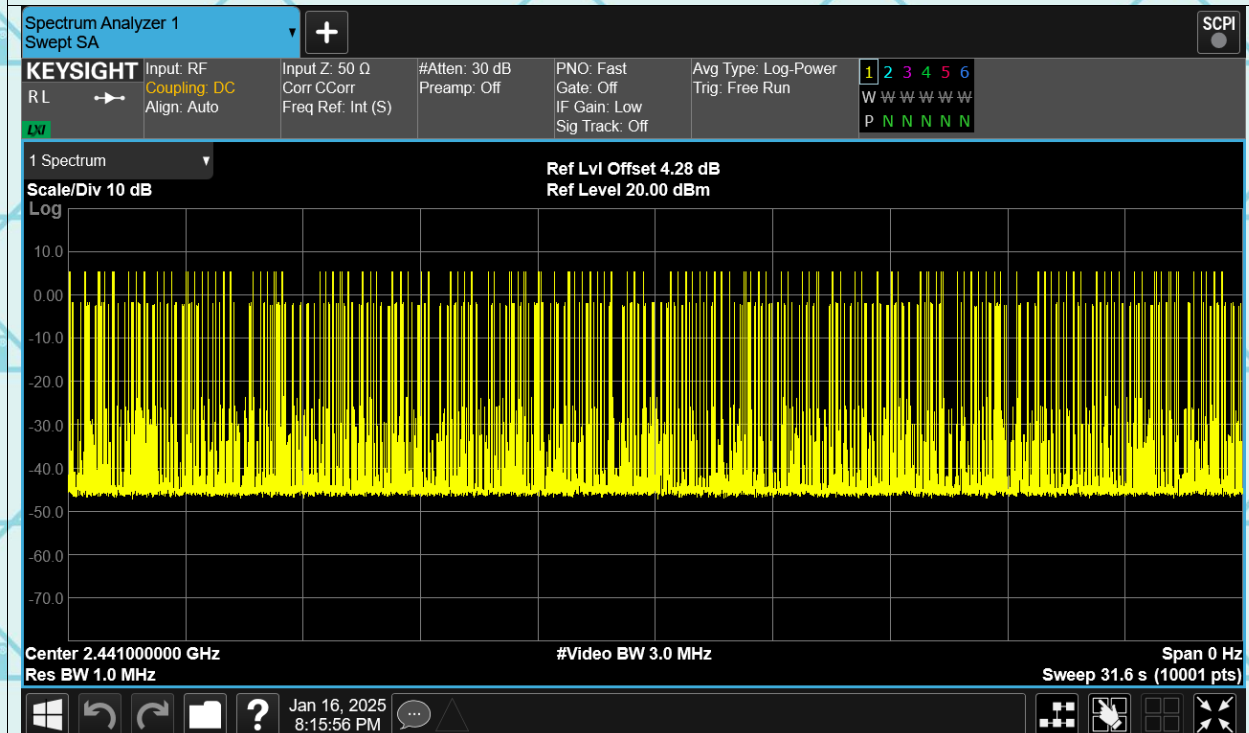 Spectrum Analyzer 1
Swept SA
+
SCPI
KEYSIGHT
R L
LXI
Input: RF
Coupling: DC
Align: Auto
Input Z: 50 Ω
Corr CCorr
Freq Ref: Int (S)
#Atten: 30 dB
Preamp: Off
PNO: Fast
Gate: Off
IF Gain: Low
Sig Track: Off
Avg Type: Log-Power
Trig: Free Run
1 2 3 4 5 6
W W W W W W
P N N N N N
1 Spectrum
Scale/Div 10 dB
Ref Lvl Offset 4.28 dB
Ref Level 20.00 dBm
Log
10.0
0.00
-10.0
-20.0
-30.0
-40.0
-50.0
-60.0
-70.0
Center 2.441000000 GHz
#Video BW 3.0 MHz
Span 0 Hz
Res BW 1.0 MHz
Sweep 31.6 s (10001 pts)
?
Jan 16, 2025
8:15:56 PM